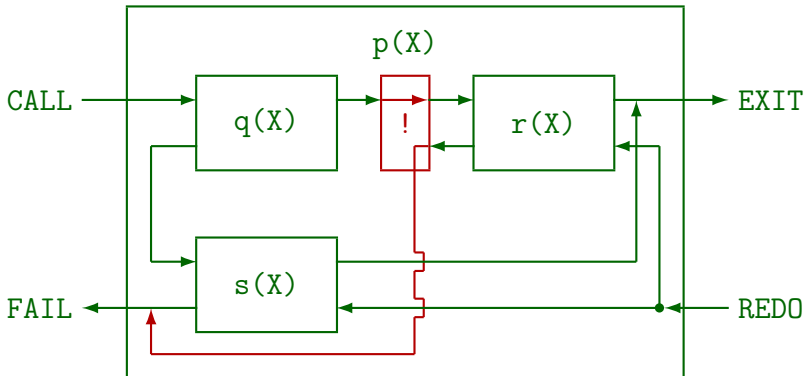 p(X)
CALL
q(X)
!
r(X)
EXIT
s(X)
FAIL
REDO